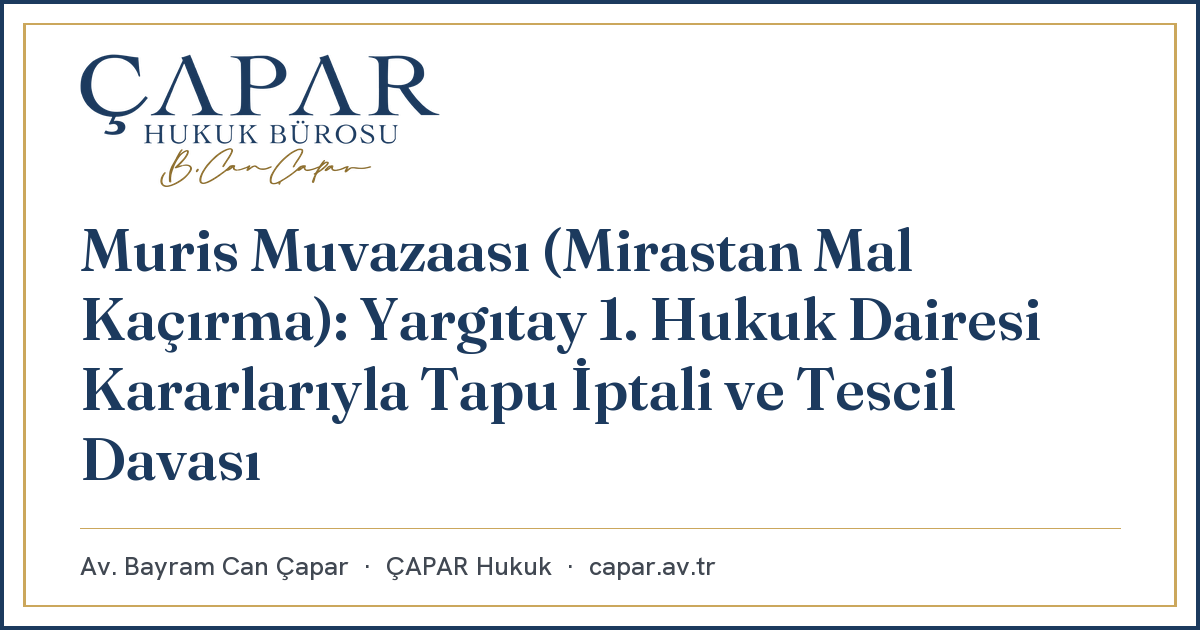 ÇAPAR
HUKUK BÜROSU
B. Can Çapar
Muris Muvazaası (Mirastan Mal
Kaçırma): Yargıtay 1. Hukuk Dairesi
Kararlarıyla Tapu İptali ve Tescil
Davası
Av. Bayram Can Çapar · ÇAPAR Hukuk · capar.av.tr